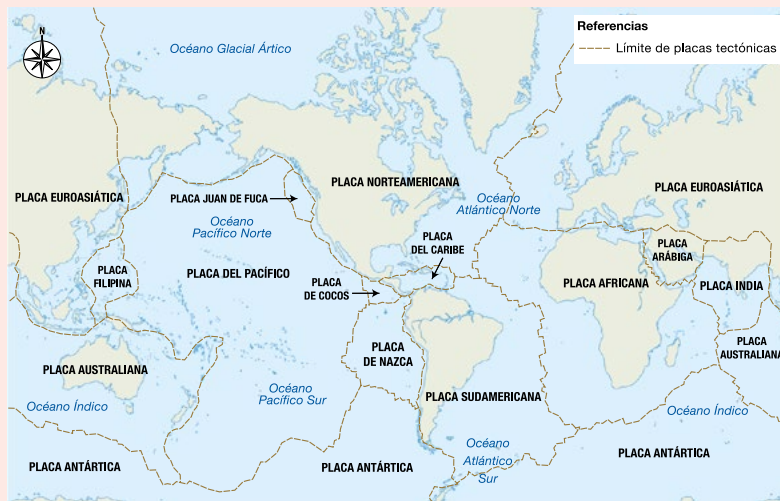 N
Referencias
Límite de placas tectónicas
Océano Glacial Ártico
PLACA EUROASIÁTICA
PLACA JUAN DE FUCA
PLACA NORTEAMERICANA
PLACA EUROASIÁTICA
Océano
Atlántico Norte
Océano
Pacífico Norte
PLACA
DEL CARIBE
PLACA
ARÁBIGA
PLACA
FILIPINA
PLACA DEL PACÍFICO
PLACA
DE COCOS
PLACA AFRICANA
PLACA INDIA
PLACA AUSTRALIANA
PLACA
DE NAZCA
PLACA
AUSTRALIANA
Océano
Pacífico Sur
PLACA SUDAMERICANA
Océano Índico
Océano Índico
Océano
Atlántico
Sur
PLACA ANTÁRTICA
PLACA ANTÁRTICA
PLACA ANTÁRTICA